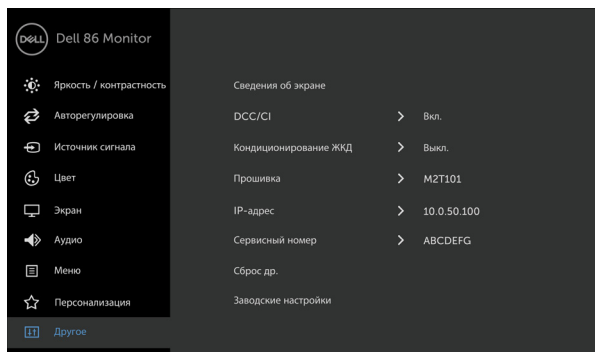 DELL Dell 86 Monitor
Яркость / контрастность
Авторегулировка
Источник сигнала
Цвет
Экран
Аудио
Меню
Персонализация
Другое
Сведения об экране
DCC/CI > Вкл.
Кондиционирование ЖКД > Выкл.
Прошивка > M2T101
IP-адрес > 10.0.50.100
Сервисный номер > ABCDEFG
Сброс др.
Заводские настройки